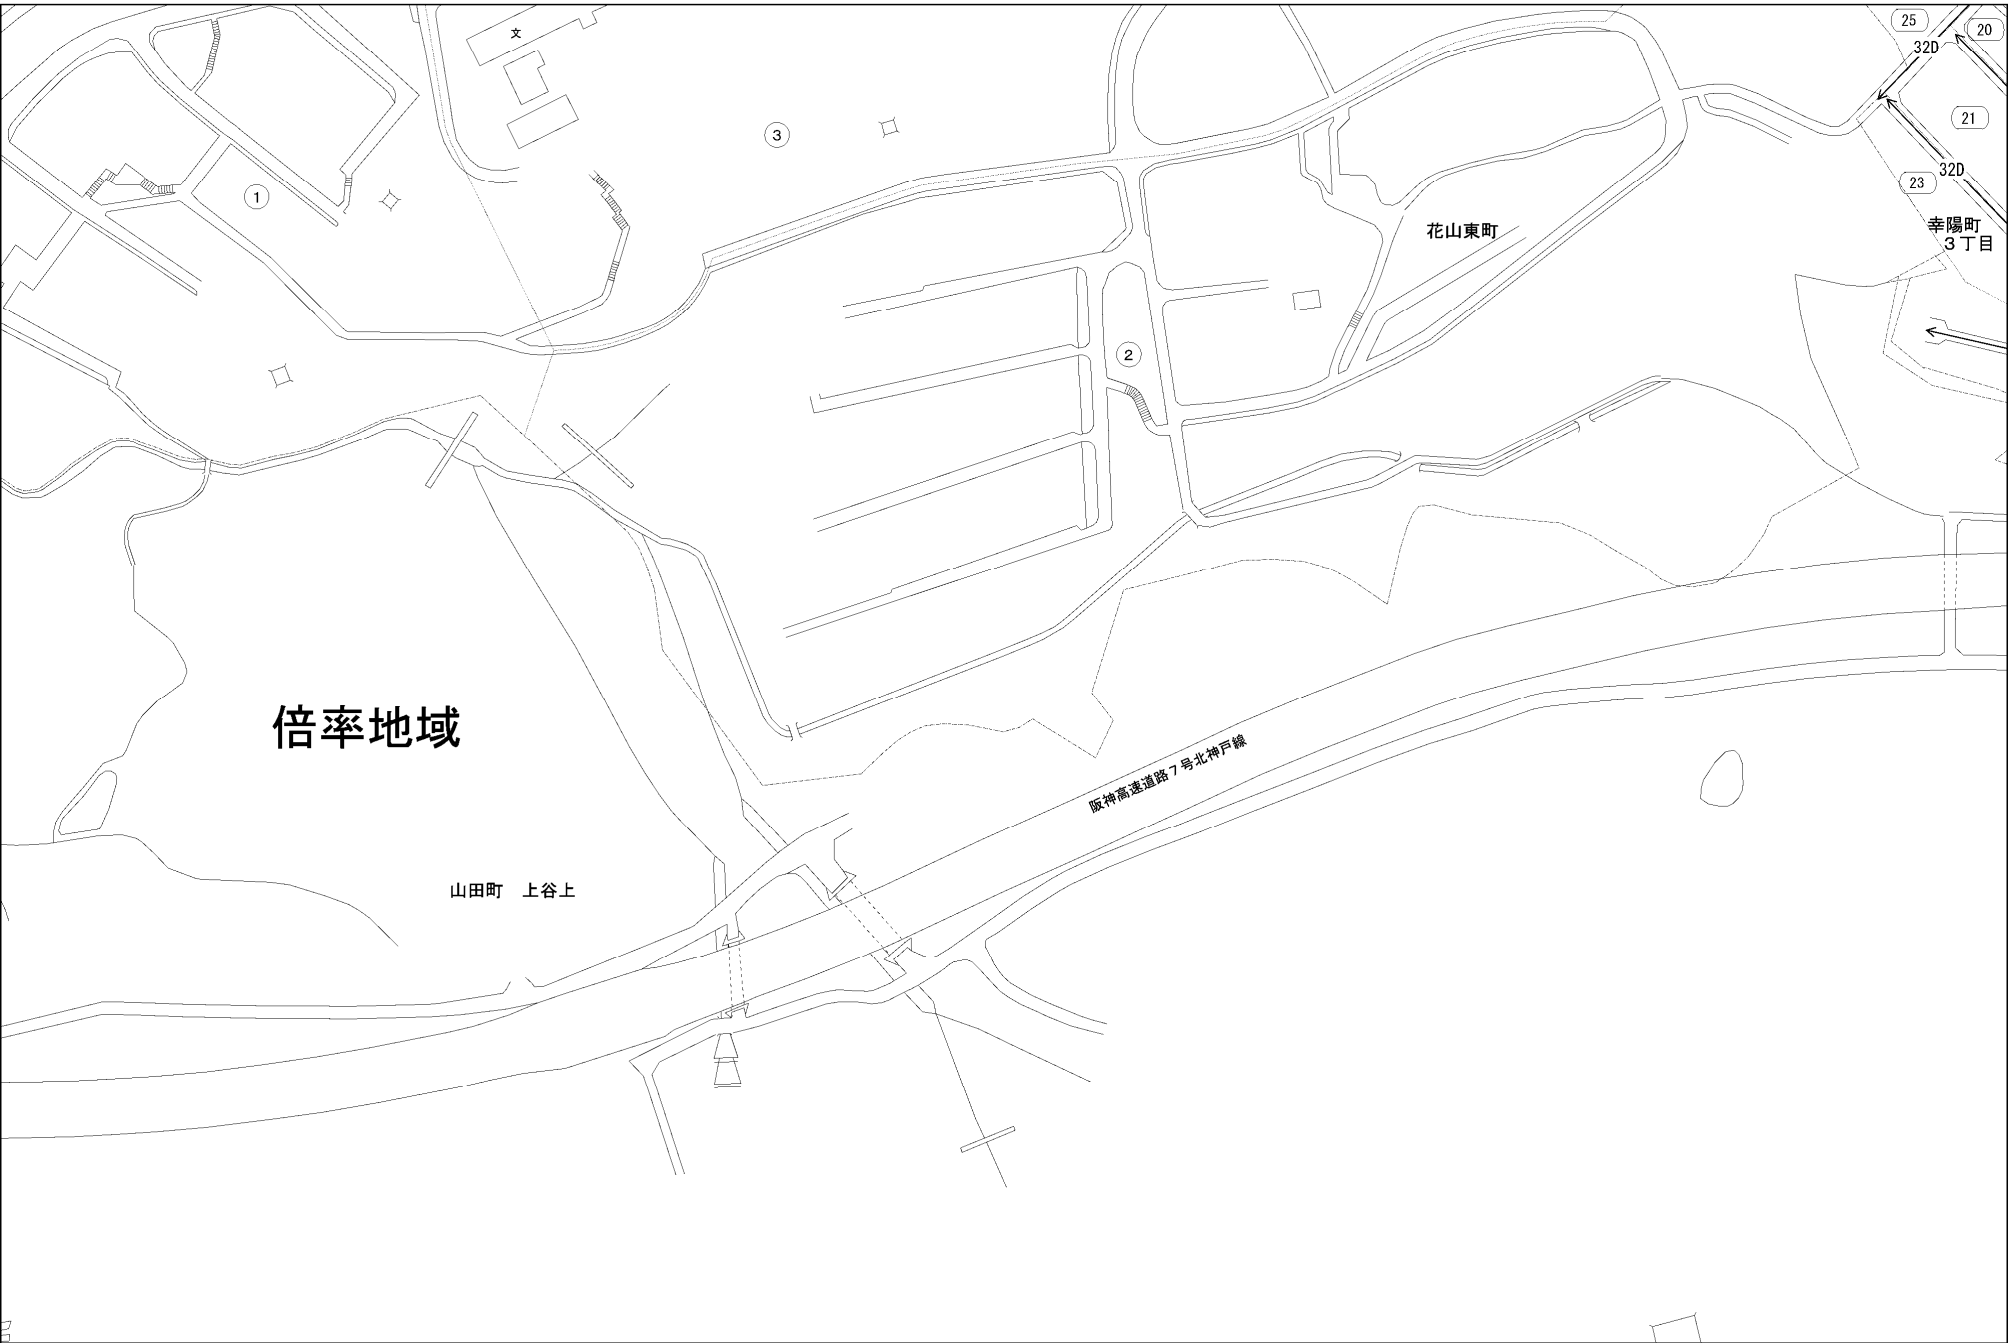 25
20
文
32D
21
③
32D
23
①
幸陽町
3丁目
花山東町
②
倍率地域
阪神高速道路7号北神戸線
山田町 上谷上